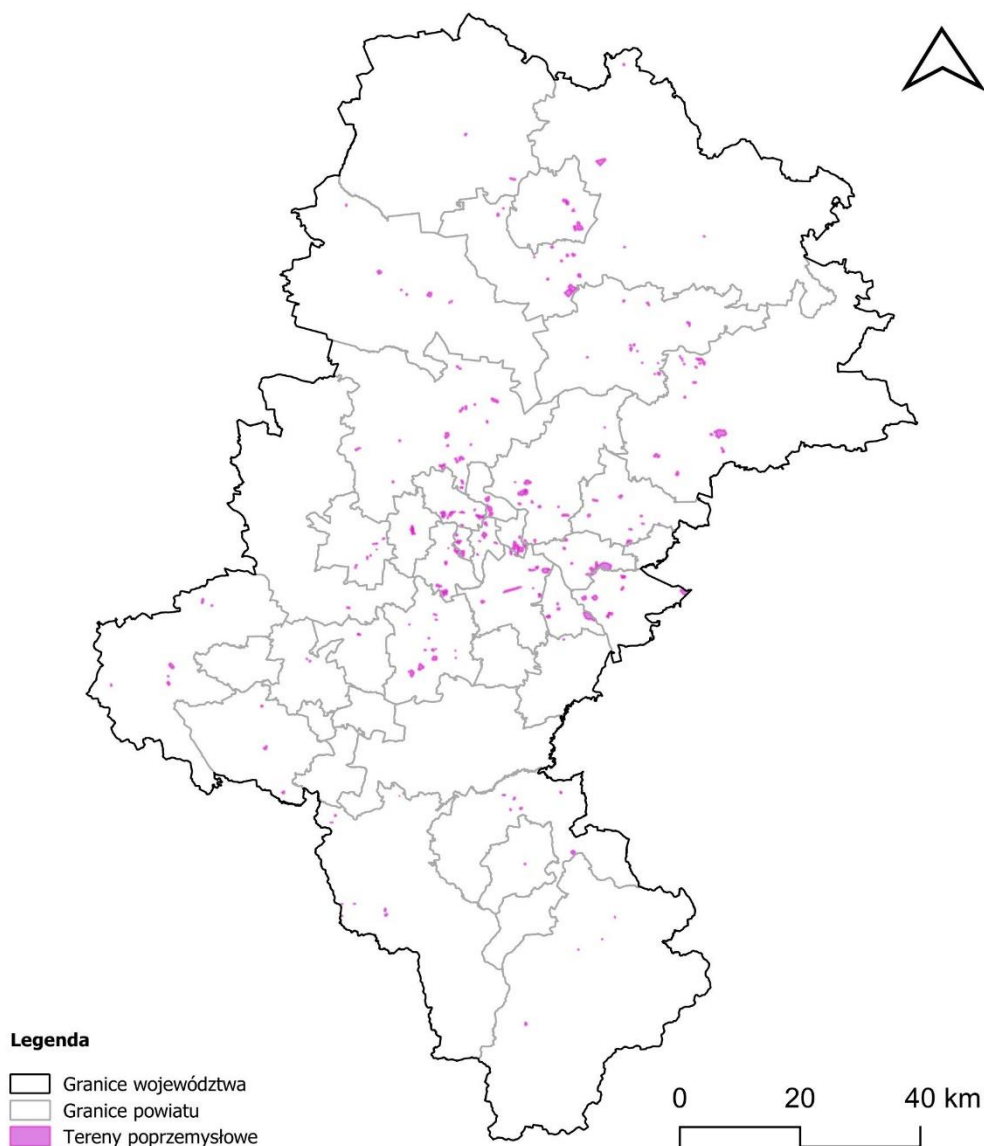 Legenda
Granice województwa
Granice powiatu
Tereny poprzemysłowe
0 20 40 km